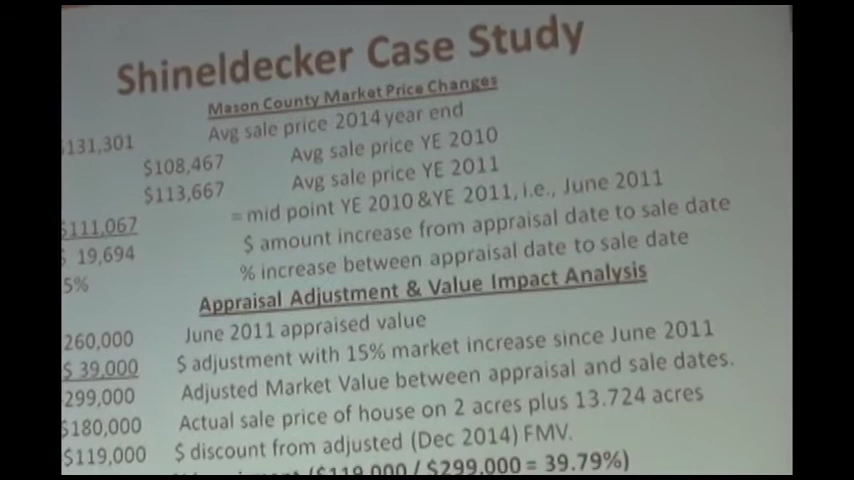 Shineldecker Case Study
Mason County Market Price Changes
$131,301 Avg sale price 2014 year end
$108,467 Avg sale price YE 2010
$113,667 Avg sale price YE 2011
$111,067 = mid point YE 2010 & YE 2011, i.e., June 2011
$ 19,694 $ amount increase from appraisal date to sale date
5% % increase between appraisal date to sale date
Appraisal Adjustment & Value Impact Analysis
260,000 June 2011 appraised value
$ 39,000 $ adjustment with 15% market increase since June 2011
299,000 Adjusted Market Value between appraisal and sale dates.
$180,000 Actual sale price of house on 2 acres plus 13.724 acres
$119,000 $ discount from adjusted (Dec 2014) FMV.
($119,000 / $299,000 = 39.79%)